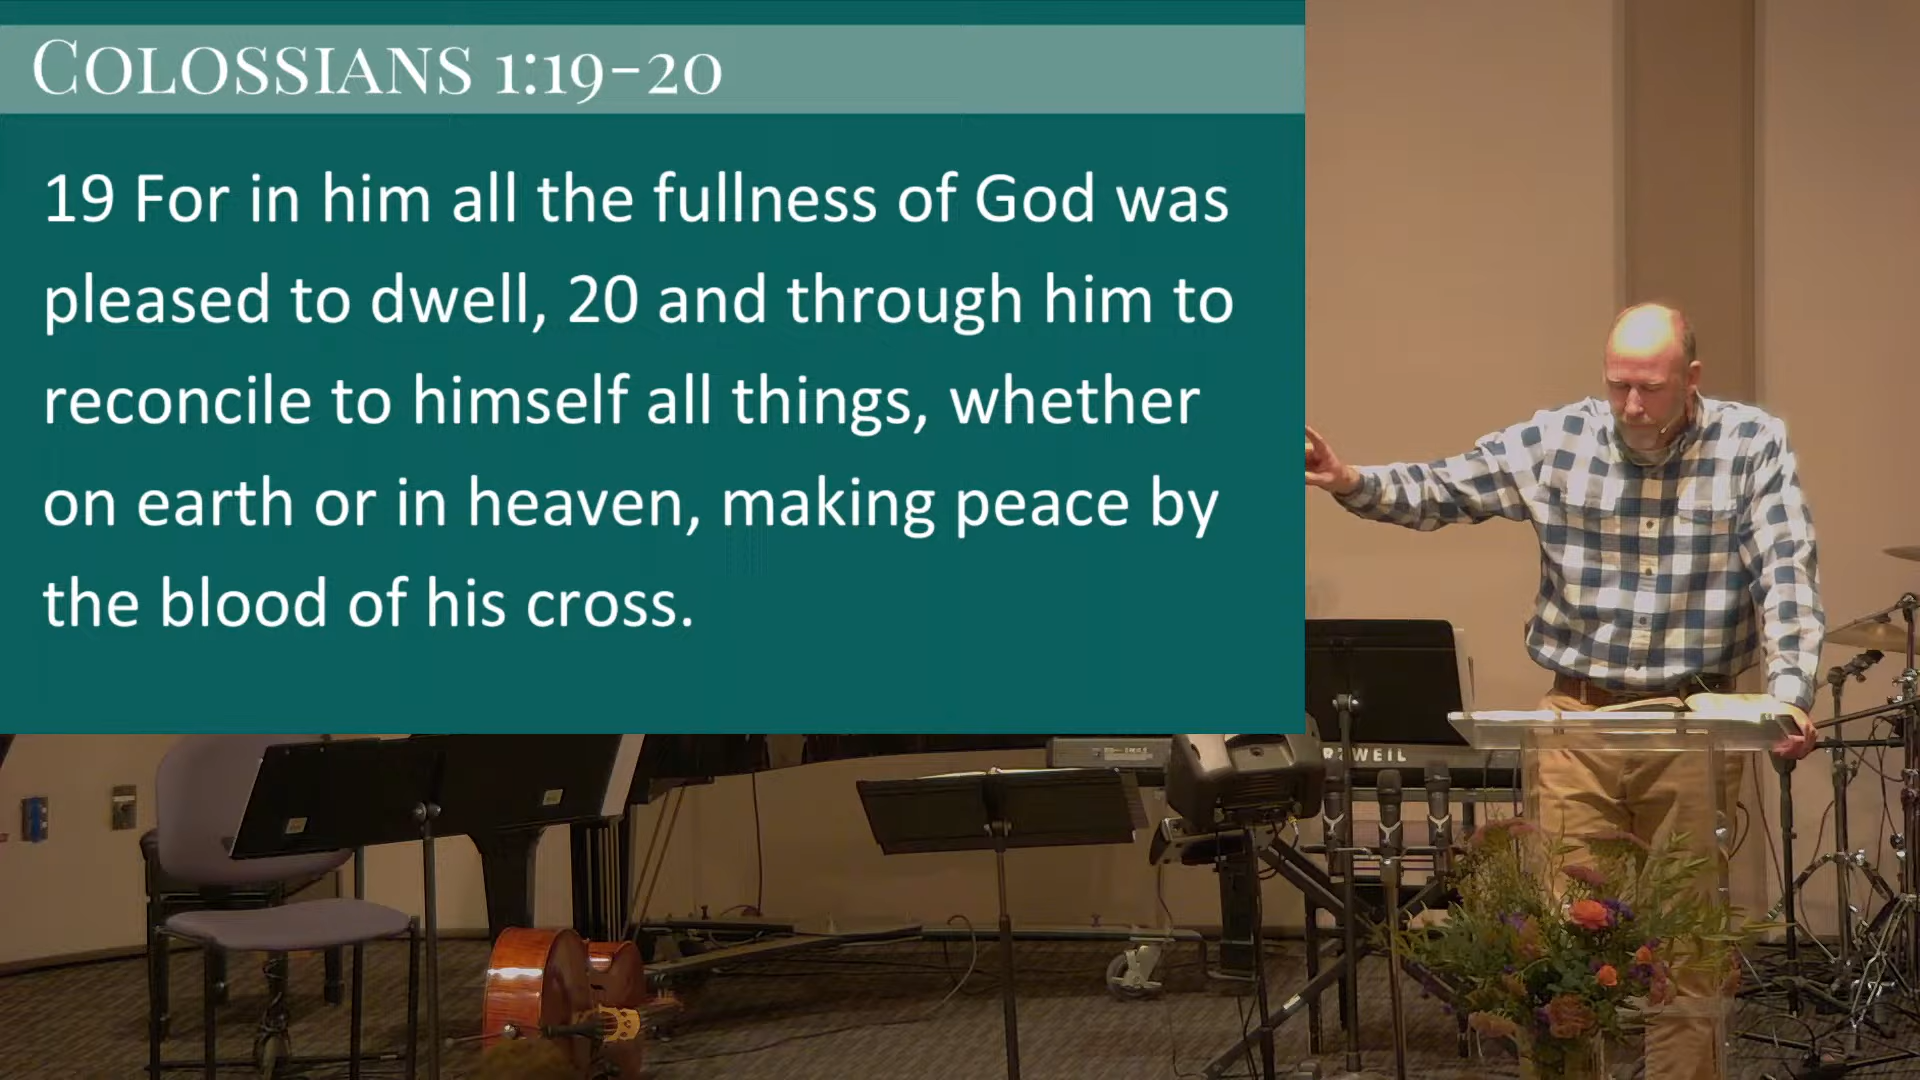 Colossians 1:19-20
19 For in him all the fullness of God was
pleased to dwell, 20 and through him to
reconcile to himself all things, whether
on earth or in heaven, making peace by
the blood of his cross.
RZWEIL